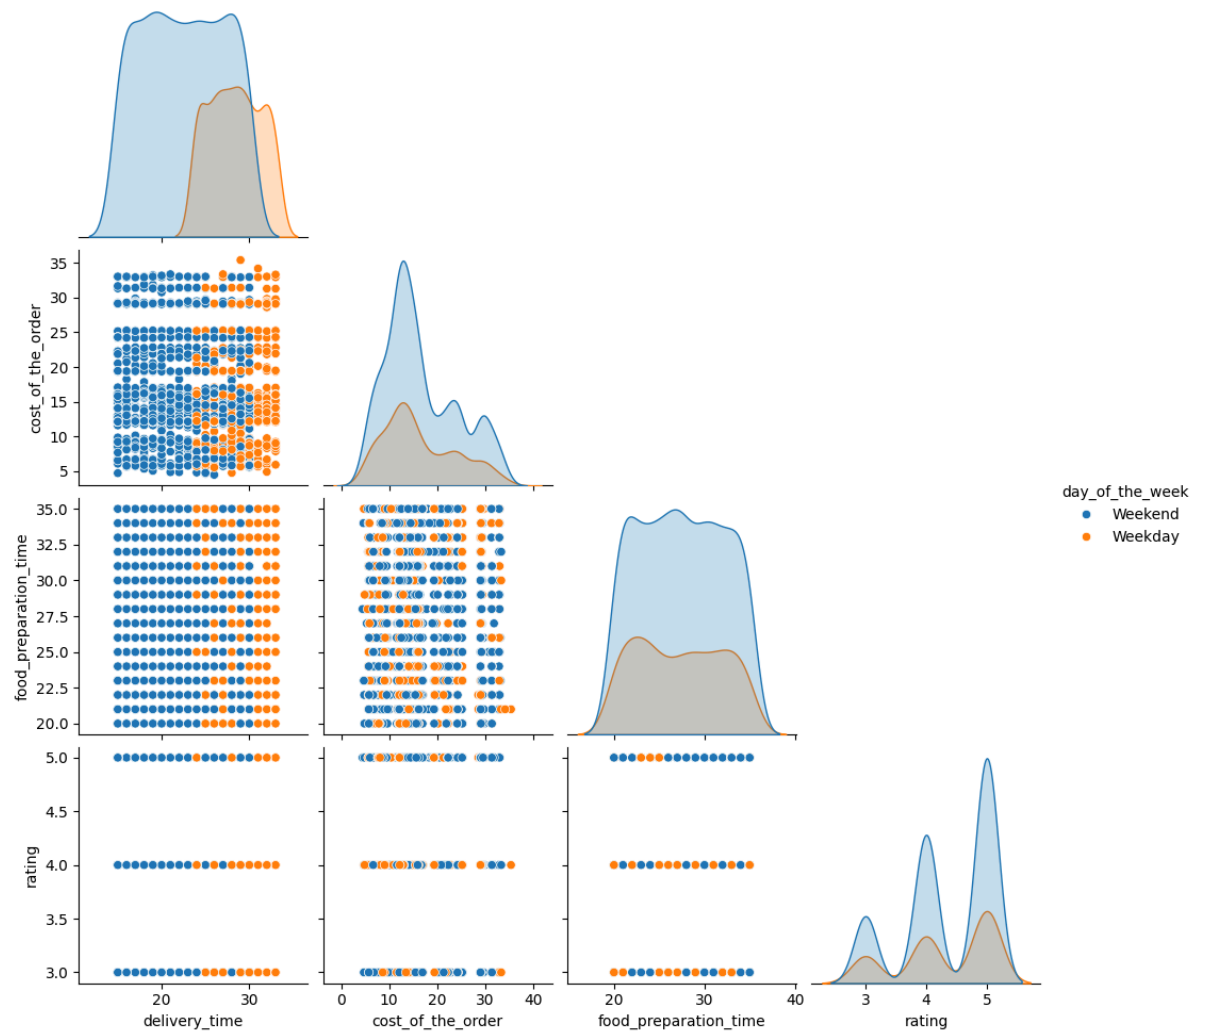 cost_of_the_order
35
30
25
20
15
10
5
food_preparation_time
35.0
32.5
30.0
27.5
25.0
22.5
20.0
day_of_the_week
Weekend
Weekday
rating
5.0
4.5
4.0
3.5
3.0
20 30
0 10 20 30 40
20 30 40
3 4 5
delivery_time
cost_of_the_order
food_preparation_time
rating